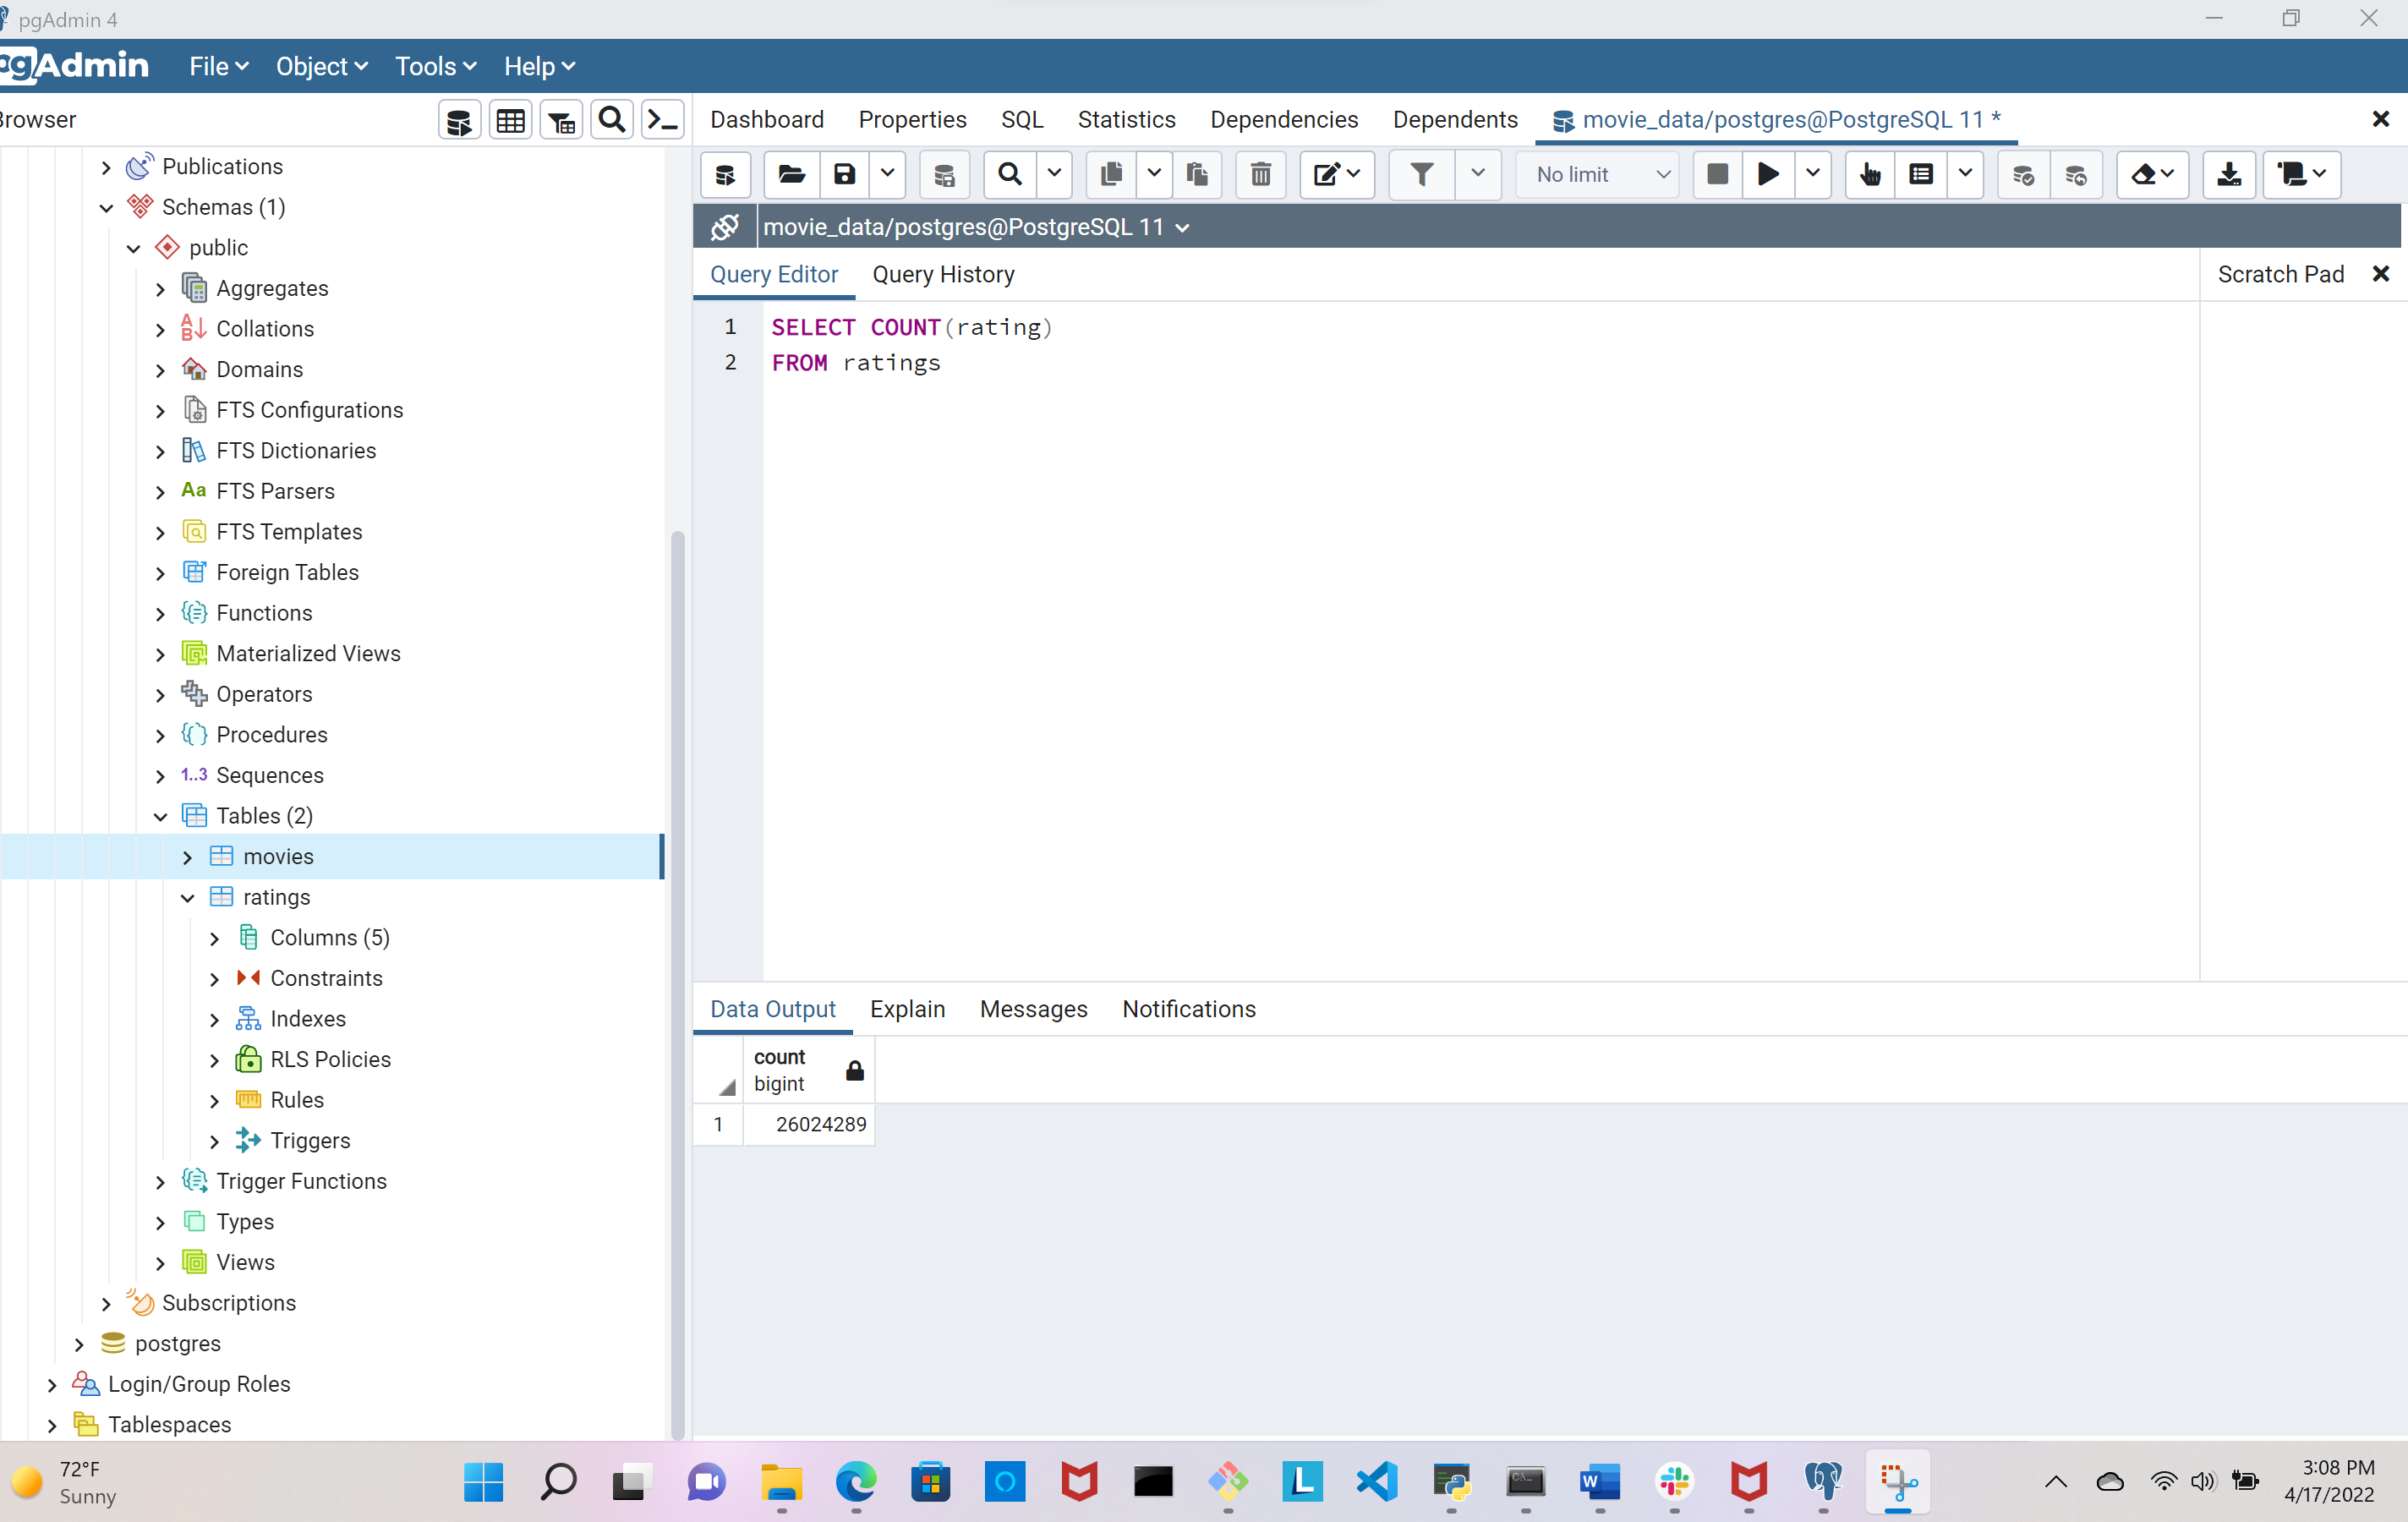 pgAdmin 4
pgAdmin
File
Object
Tools
Help
Browser
Dashboard
Properties
SQL
Statistics
Dependencies
Dependents
movie_data/postgres@PostgreSQL 11 *
No limit
movie_data/postgres@PostgreSQL 11
Query Editor
Query History
Scratch Pad
1 SELECT COUNT(rating)
2 FROM ratings
Publications
Schemas (1)
public
Aggregates
Collations
Domains
FTS Configurations
FTS Dictionaries
Aa FTS Parsers
FTS Templates
Foreign Tables
Functions
Materialized Views
Operators
Procedures
1..3 Sequences
Tables (2)
movies
ratings
Columns (5)
Constraints
Indexes
RLS Policies
Rules
Triggers
Trigger Functions
Types
Views
Subscriptions
postgres
Login/Group Roles
Tablespaces
Data Output
Explain
Messages
Notifications
count
bigint
1 26024289
72°F
Sunny
3:08 PM
4/17/2022